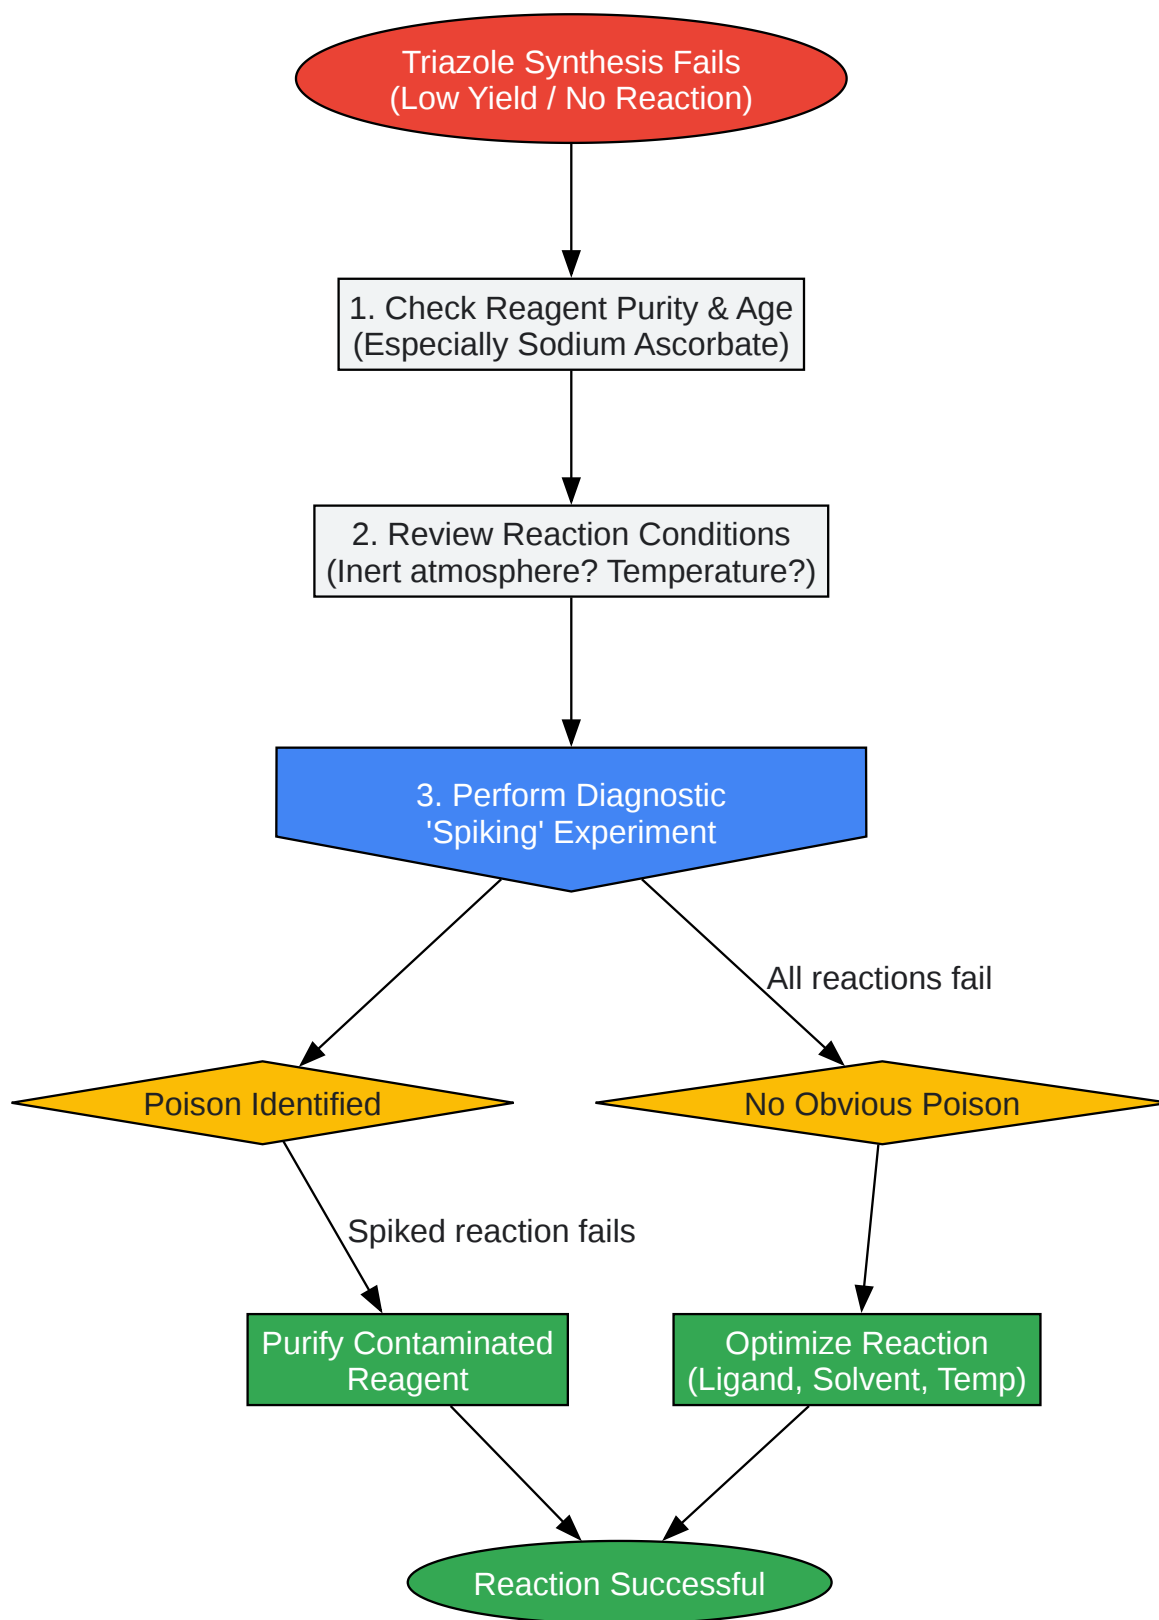 Triazole Synthesis Fails
(Low Yield / No Reaction)
1. Check Reagent Purity & Age
(Especially Sodium Ascorbate)
2. Review Reaction Conditions
(Inert atmosphere? Temperature?)
3. Perform Diagnostic
'Spiking' Experiment
All reactions fail
Poison Identified
No Obvious Poison
Spiked reaction fails
Purify Contaminated
Reagent
Optimize Reaction
(Ligand, Solvent, Temp)
Reaction Successful